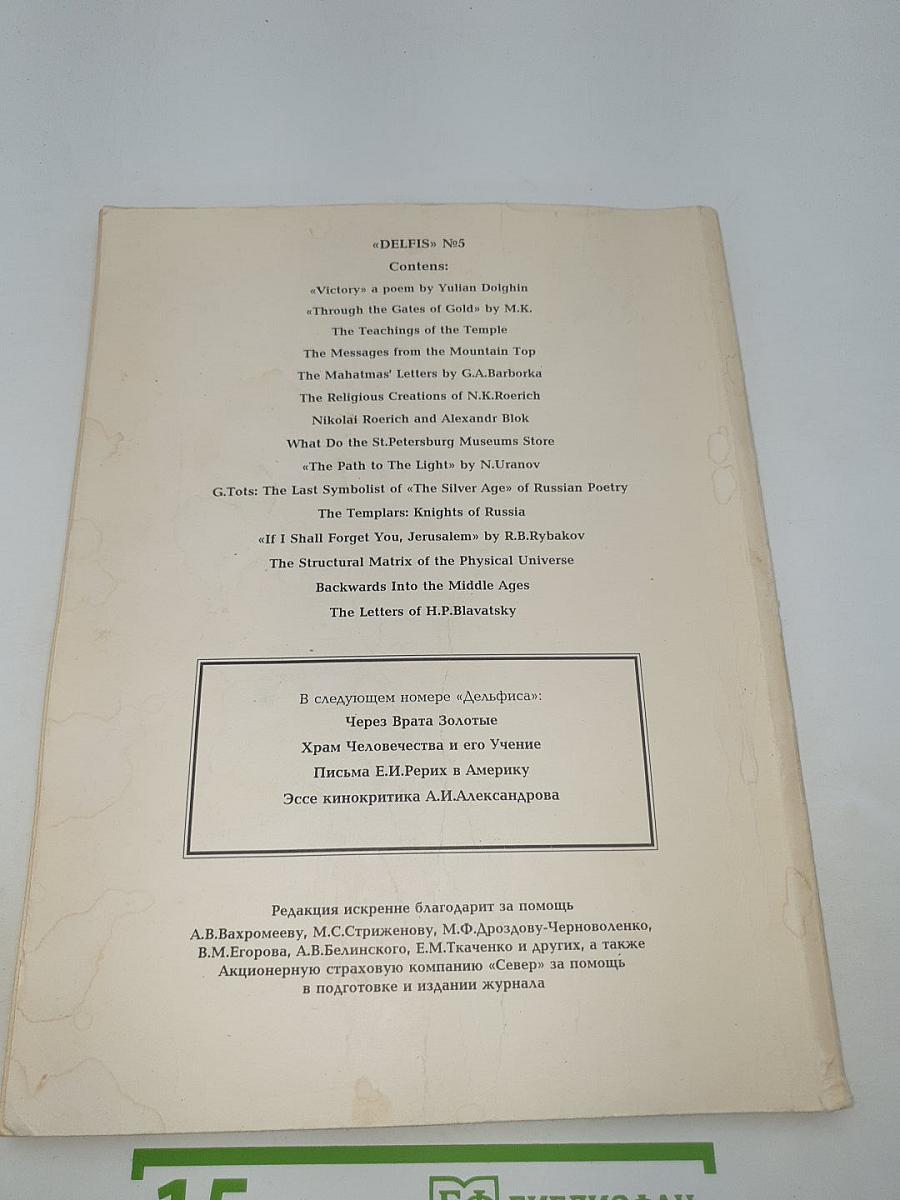 «DELFIS» №5
Contens:
«Victory» a poem by Yulian Dolghin
«Through the Gates of Gold» by M.K.
The Teachings of the Temple
The Messages from the Mountain Top
The Mahatmas' Letters by G.A.Barborka
The Religious Creations of N.K.Roerich
Nikolai Roerich and Alexandr Blok
What Do the St.Petersburg Museums Store
«The Path to The Light» by N.Uranov
G.Tots: The Last Symbolist of «The Silver Age» of Russian Poetry
The Templars: Knights of Russia
«If I Shall Forget You, Jerusalem» by R.B.Rybakov
The Structural Matrix of the Physical Universe
Backwards Into the Middle Ages
The Letters of H.P.Blavatsky
В следующем номере «Дельфиса»:
Через Врата Золотые
Храм Человечества и его Учение
Письма Е.И.Рерих в Америку
Эссе кинокритика А.И.Александрова
Редакция искренне благодарит за помощь
А.В.Вахромееву, М.С.Стриженову, М.Ф.Дроздову-Черноволенко,
В.М.Егорова, А.В.Белинского, Е.М.Ткаченко и других, а также
Акционерную страховую компанию «Север» за помощь
в подготовке и издании журнала
15 БФ БИБЛИОФАН